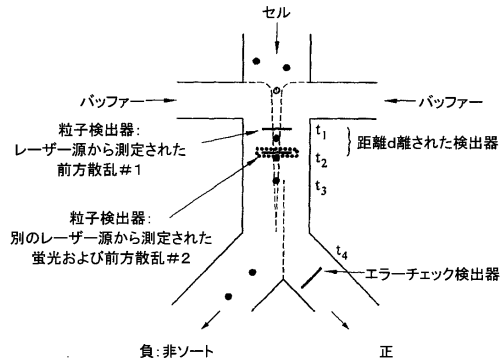 セル
バッファー
バッファー
粒子検出器:
レーザー源から測定された
前方散乱#1
t1
距離d離された検出器
t2
t3
粒子検出器:
別のレーザー源から測定された
蛍光および前方散乱#2
t4
エラーチェック検出器
負:非ソート
正